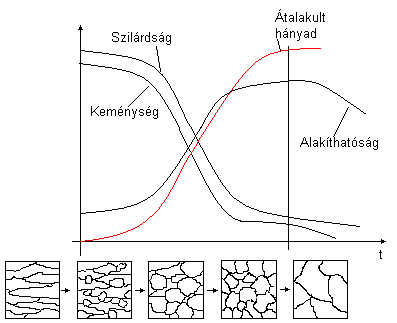 Átalakult
hányad
Szilárdság
Keménység
Alakíthatóság
t